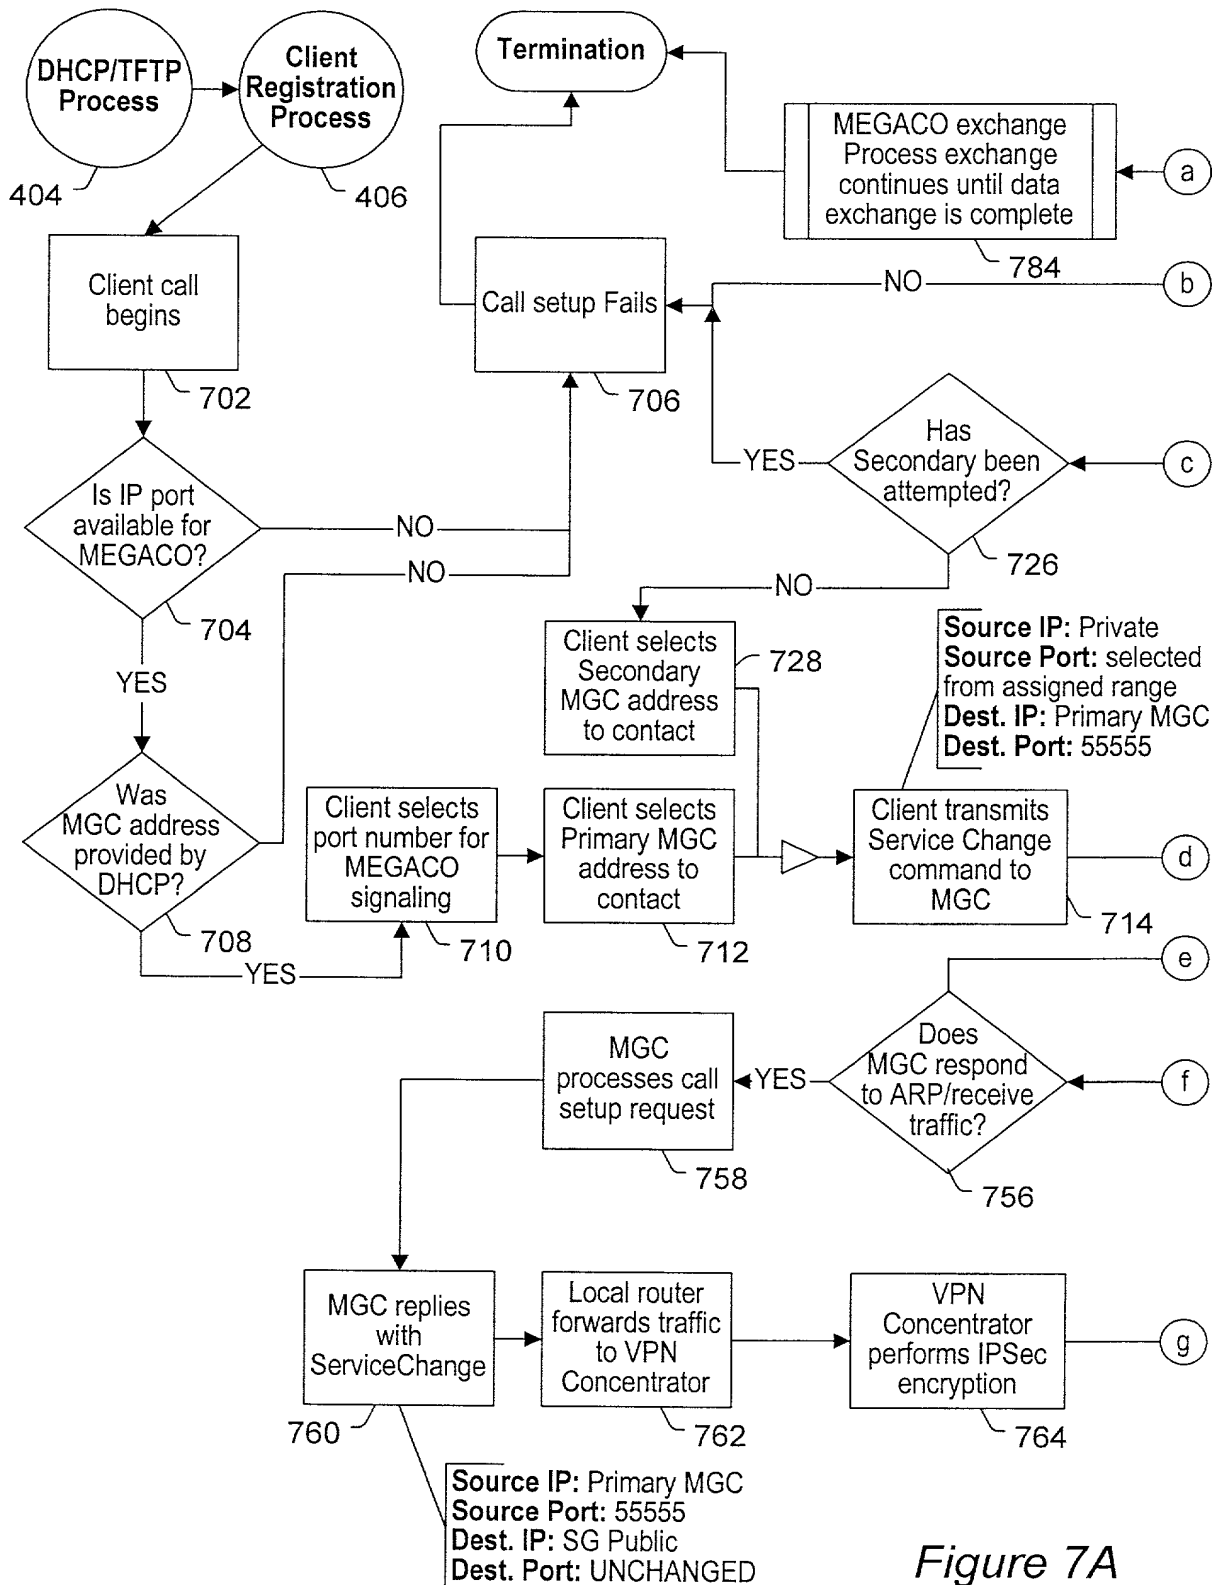 DHCP/TFTP
Process
404
Client
Registration
Process
406
Termination
MEGACO exchange
Process exchange
continues until data
exchange is complete
784
a
Client call
begins
702
Call setup Fails
706
NO
b
Is IP port
available for
MEGACO?
704
NO
YES
Has
Secondary been
attempted?
726
YES
c
NO
NO
Client selects
Secondary
MGC address
to contact
728
Source IP: Private
Source Port: selected
from assigned range
Dest. IP: Primary MGC
Dest. Port: 55555
YES
Was
MGC address
provided by
DHCP?
708
YES
Client selects
port number for
MEGACO
signaling
710
Client selects
Primary MGC
address to
contact
712
Client transmits
Service Change
command to
MGC
714
d
e
Does
MGC respond
to ARP/receive
traffic?
756
f
YES
MGC
processes call
setup request
758
MGC replies
with
ServiceChange
760
Local router
forwards traffic
to VPN
Concentrator
762
VPN
Concentrator
performs IPSec
encryption
764
g
Source IP: Primary MGC
Source Port: 55555
Dest. IP: SG Public
Dest. Port: UNCHANGED
Figure 7A